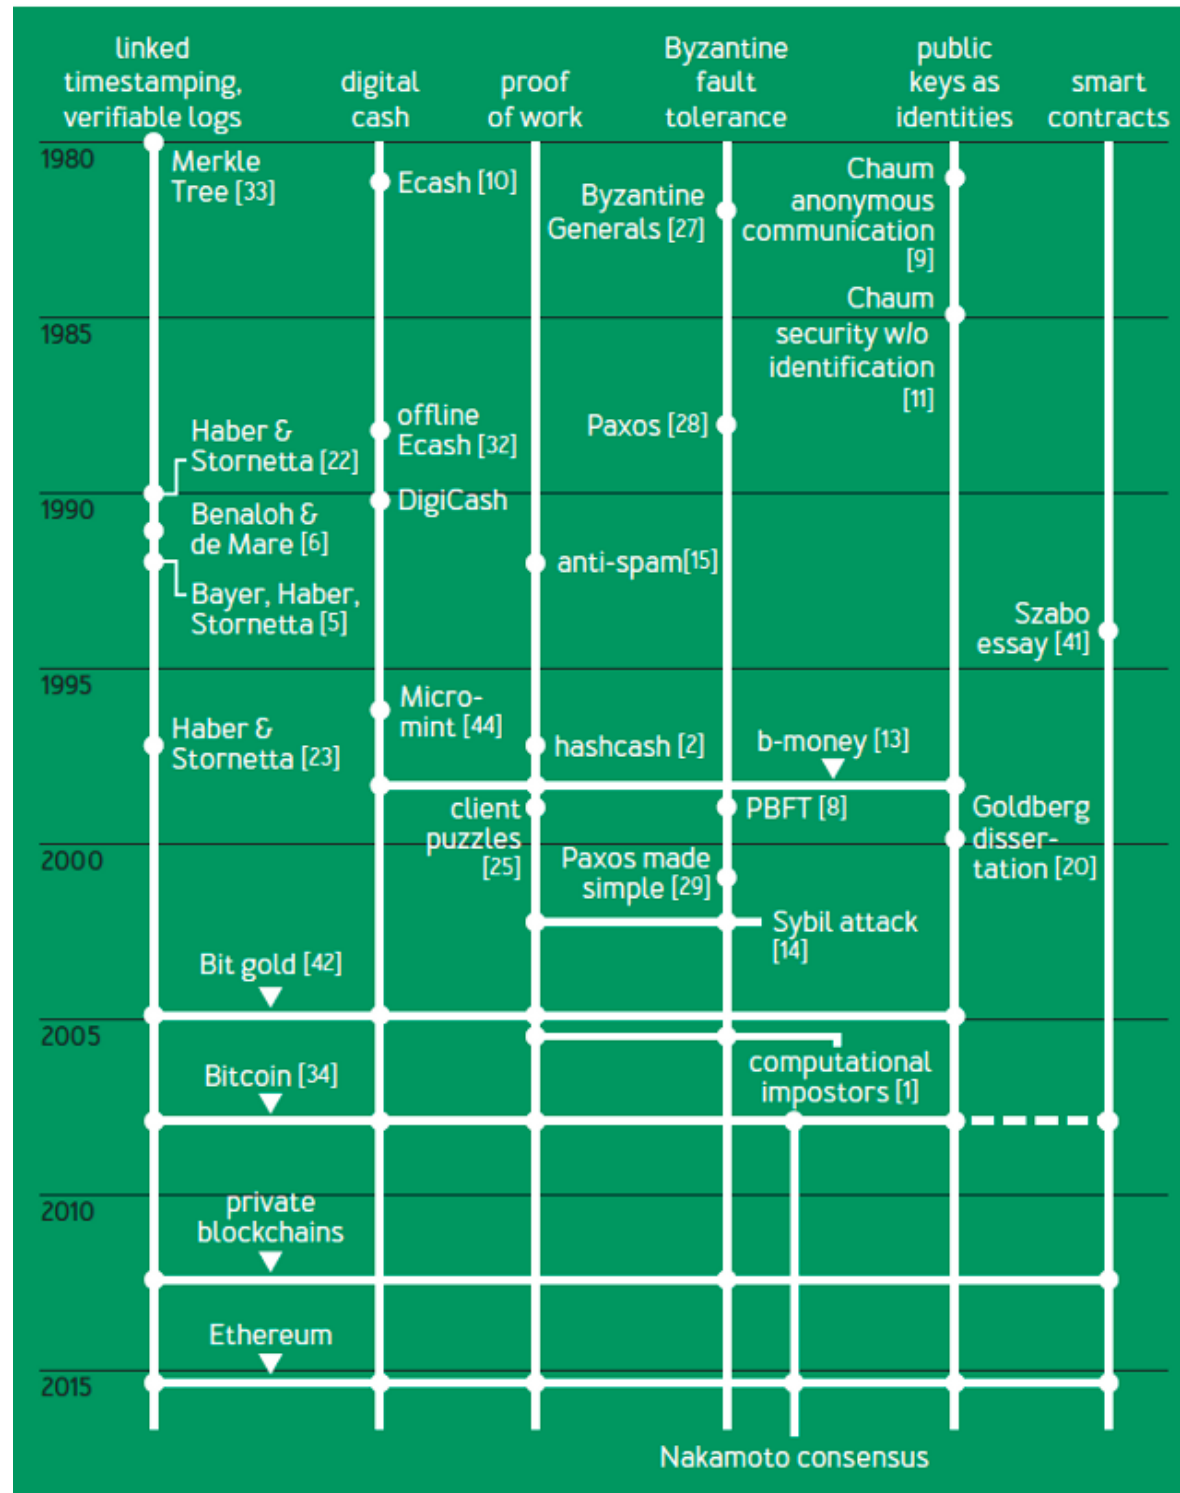 linked
timestamping,
verifiable logs
digital
cash
proof
of work
Byzantine
fault
tolerance
public
keys as
identities
smart
contracts
1980
Merkle
Tree [33]
Ecash [10]
Byzantine
Generals [27]
Chaum
anonymous
communication
[9]
1985
Chaum
security w/o
identification
[11]
offline
Ecash [32]
Paxos [28]
Haber &
Stornetta [22]
1990
DigiCash
Benaloh &
de Mare [6]
anti-spam[15]
Bayer, Haber,
Stornetta [5]
Szabo
essay [41]
1995
Micro-
mint [44]
Haber &
Stornetta [23]
hashcash [2]
b-money [13]
client
puzzles
[25]
PBFT [8]
Goldberg
disser-
tation [20]
2000
Paxos made
simple [29]
Sybil attack
[14]
Bit gold [42]
2005
computational
impostors [1]
Bitcoin [34]
2010
private
blockchains
Ethereum
2015
Nakamoto consensus